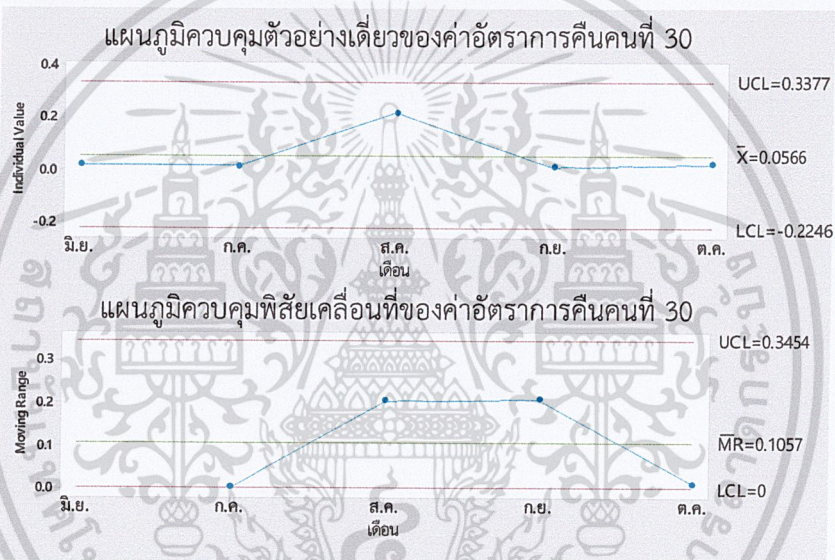 แผนภูมิควบคุมตัวอย่างเดี่ยวของค่าอัตราการคืนคนที่ 30
Individual Value
0.4
0.2
0.0
-0.2
UCL=0.3377
X̄=0.0566
LCL=-0.2246
มิ.ย. ก.ค. ส.ค. ก.ย. ต.ค.
เดือน
แผนภูมิควบคุมพิสัยเคลื่อนที่ของค่าอัตราการคืนคนที่ 30
Moving Range
0.3
0.2
0.1
0.0
UCL=0.3454
M̅R̅=0.1057
LCL=0
มิ.ย. ก.ค. ส.ค. ก.ย. ต.ค.
เดือน